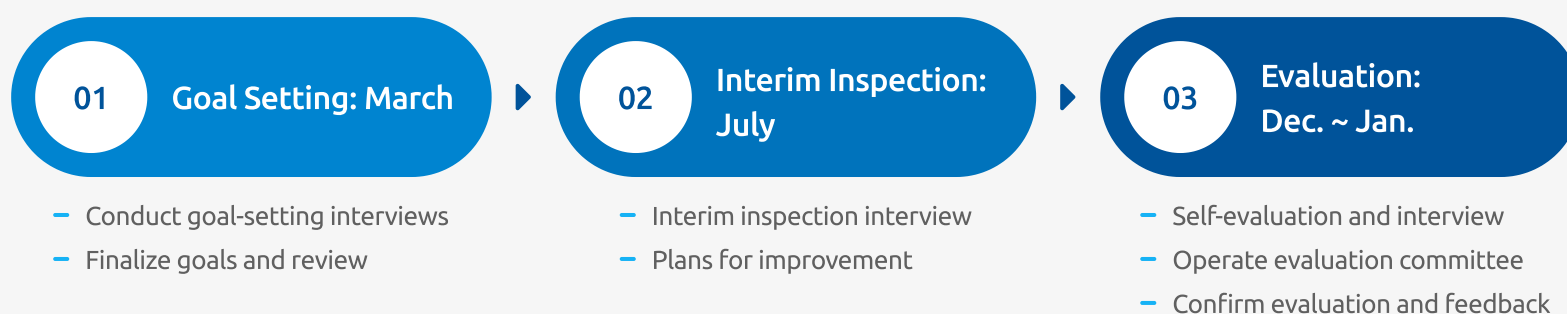 01
Goal Setting: March
Conduct goal-setting interviews
Finalize goals and review
02
Interim Inspection:
July
Interim inspection interview
Plans for improvement
03
Evaluation:
Dec. ~ Jan.
Self-evaluation and interview
Operate evaluation committee
Confirm evaluation and feedback